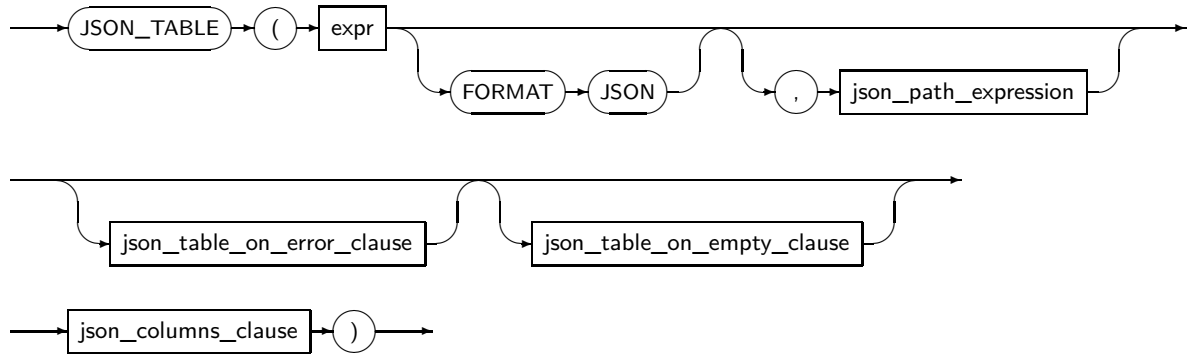 JSON_TABLE ( expr
FORMAT JSON , json_path_expression
json_table_on_error_clause json_table_on_empty_clause
json_columns_clause )